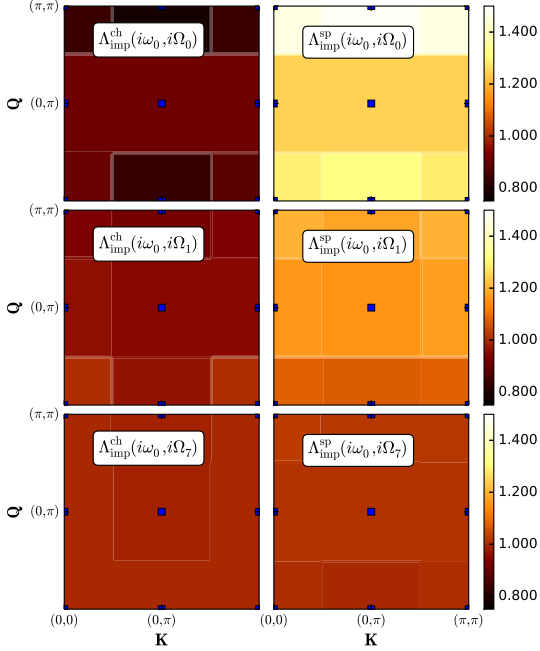 (π,π)
Λ^ch_imp(iω_0,iΩ_0)
Λ^sp_imp(iω_0,iΩ_0)
1.400
1.200
1.000
0.800
Q
(0,π)
(π,π)
Λ^ch_imp(iω_0,iΩ_1)
Λ^sp_imp(iω_0,iΩ_1)
1.400
1.200
1.000
0.800
Q
(0,π)
(π,π)
Λ^ch_imp(iω_0,iΩ_7)
Λ^sp_imp(iω_0,iΩ_7)
1.400
1.200
1.000
0.800
Q
(0,π)
(0,0)
(0,π)
(0,π)
(π,π)
K
K